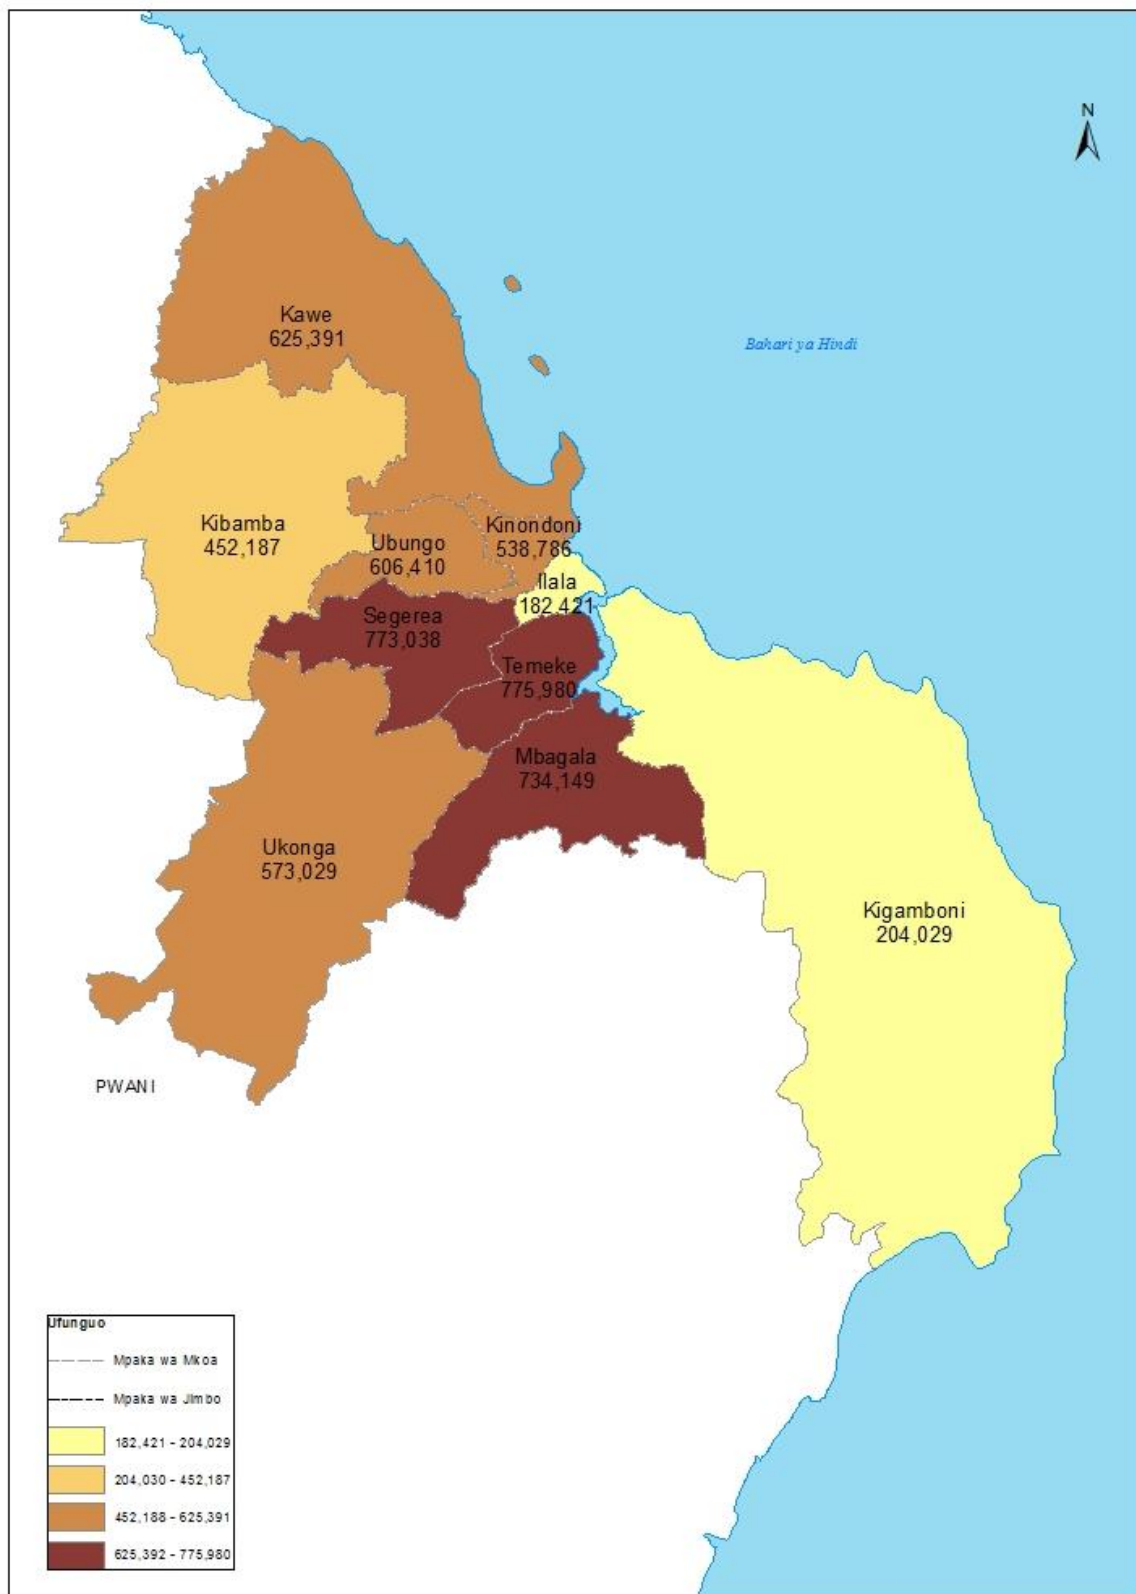 N
Kawe
625,391
Bahari ya Hindi
Kibamba
452,187
Kinondoni
538,786
Ubungo
606,410
Ilala
182,421
Segerea
773,038
Temeke
775,980
Mbagala
734,149
Ukonga
573,029
Kigamboni
204,029
PWANI
Ufunguo
Mpaka wa Mkoa
Mpaka wa Jimbo
182,421 - 204,029
204,030 - 452,187
452,188 - 625,391
625,392 - 775,980